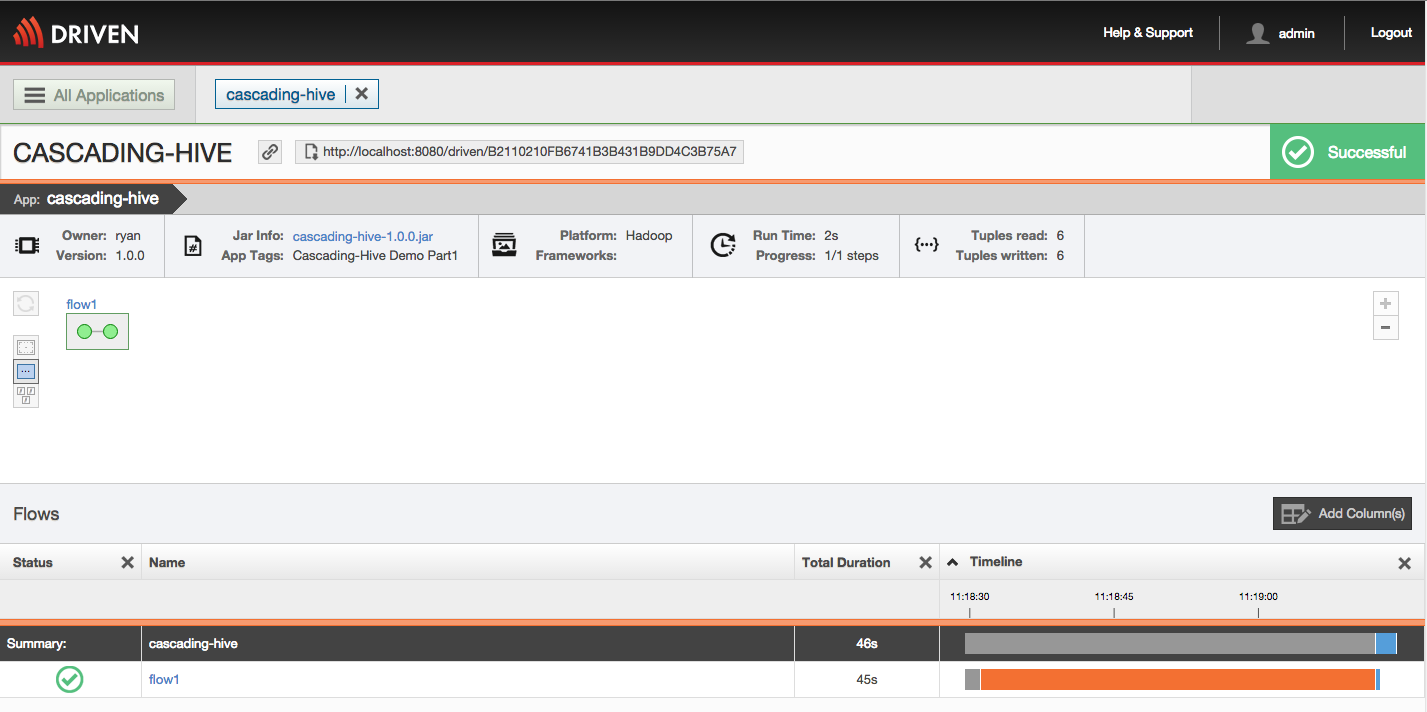 DRIVEN
Help & Support
admin
Logout
All Applications
cascading-hive
CASCADING-HIVE
http://localhost:8080/driven/B2110210FB6741B3B431B9DD4C3B75A7
Successful
App: cascading-hive
Owner: ryan
Version: 1.0.0
Jar Info: cascading-hive-1.0.0.jar
App Tags: Cascading-Hive Demo Part1
Platform: Hadoop
Frameworks:
Run Time: 2s
Progress: 1/1 steps
Tuples read: 6
Tuples written: 6
flow1
Flows
Add Column(s)
Status
Name
Total Duration
Timeline
11:18:30
11:18:45
11:19:00
Summary:
cascading-hive
46s
flow1
45s